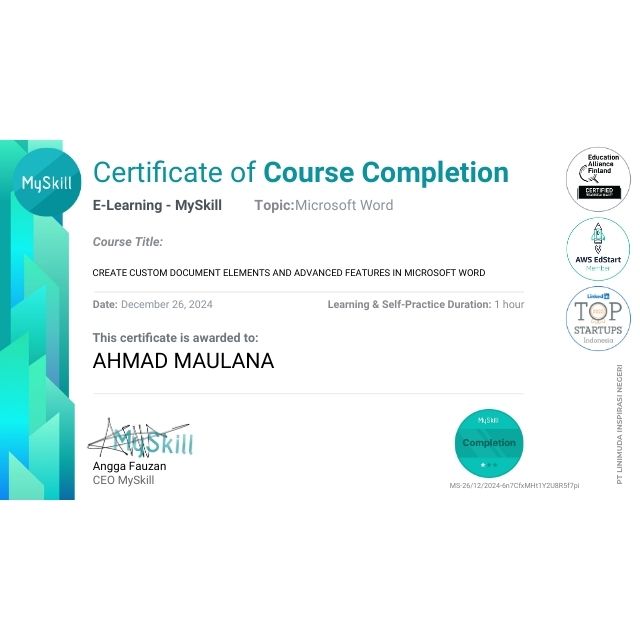 MySkill
Certificate of Course Completion
E-Learning - MySkill Topic:Microsoft Word
Course Title:
CREATE CUSTOM DOCUMENT ELEMENTS AND ADVANCED FEATURES IN MICROSOFT WORD
Date: December 26, 2024 Learning & Self-Practice Duration: 1 hour
This certificate is awarded to:
AHMAD MAULANA
MySkill
Angga Fauzan
CEO MySkill
MySkill
Completion
MS-26/12/2024-6n7CfxMHt1Y2U8R5f7pi
Education
Alliance
Finland
CERTIFIED
AWS EdStart
Member
LinkedIn
TOP
STARTUPS
Indonesia
PT LINIMUDA INSPIRASI NEGERI